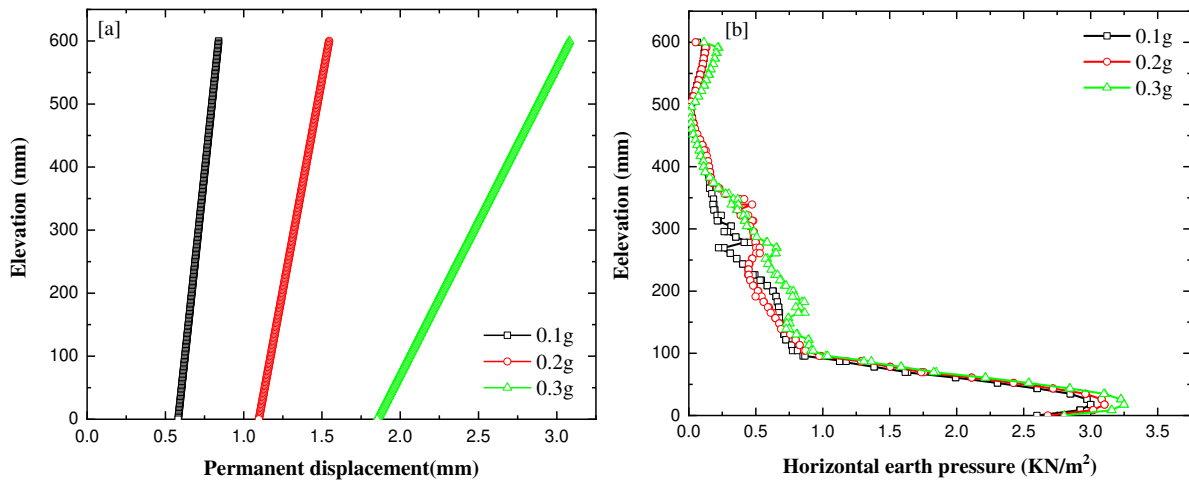 [a]
600
500
400
300
200
100
0
Elevation (mm)
0.0 0.5 1.0 1.5 2.0 2.5 3.0
Permanent displacement(mm)
0.1g
0.2g
0.3g
[b]
600
500
400
300
200
100
0
Eelevation (mm)
0.0 0.5 1.0 1.5 2.0 2.5 3.0 3.5
Horizontal earth pressure (KN/m²)
0.1g
0.2g
0.3g